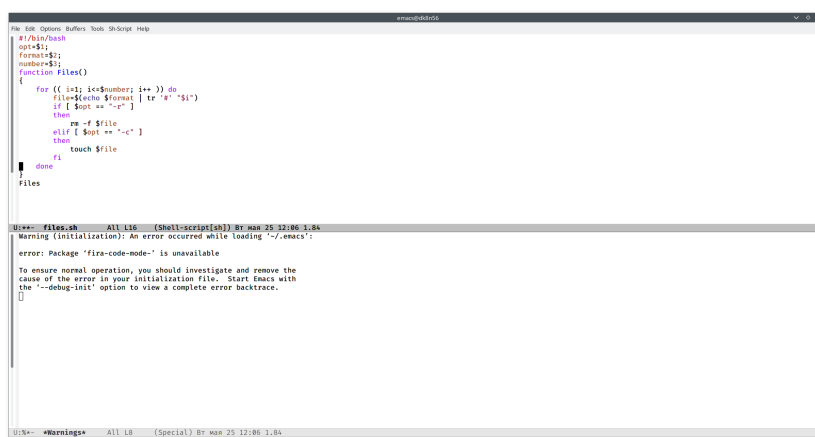 emacs@dk8n56
File Edit Options Buffers Tools Sh-Script Help
#!/bin/bash
opt=$1;
format=$2;
number=$3;
function Files()
{
for (( i=1; i<=$number; i++ )) do
file=$(echo $format | tr '#' "$i")
if [ $opt == "-r" ]
then
rm -f $file
elif [ $opt == "-c" ]
then
touch $file
fi
done
}
Files
U:**- files.sh All L16 (Shell-script[sh]) Вт мая 25 12:06 1.84
Warning (initialization): An error occurred while loading '~/.emacs':
error: Package ‘fira-code-mode-’ is unavailable
To ensure normal operation, you should investigate and remove the
cause of the error in your initialization file. Start Emacs with
the ‘--debug-init’ option to view a complete error backtrace.
U:%*- *Warnings* All L8 (Special) Вт мая 25 12:06 1.84